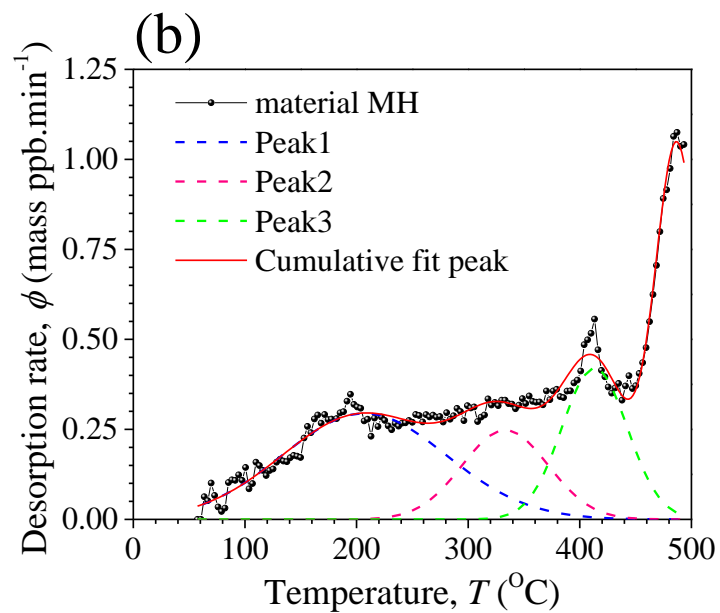 (b)
Desorption rate, ϕ (mass ppb.min⁻¹)
1.25
1.00
0.75
0.50
0.25
0.00
material MH
Peak1
Peak2
Peak3
Cumulative fit peak
0 100 200 300 400 500
Temperature, T (ᴼC)